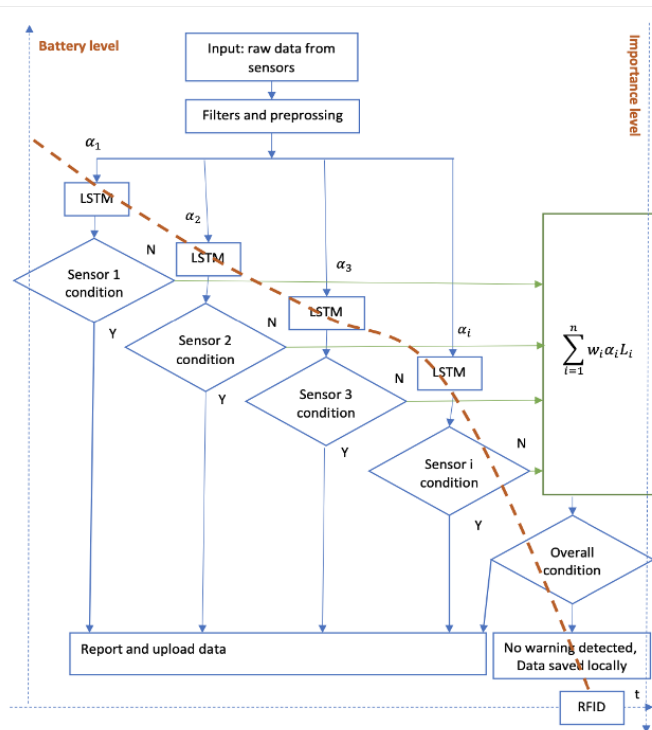 Battery level
Importance level
Input: raw data from
sensors
Filters and preprossing
α₁
LSTM
α₂
LSTM
α₃
LSTM
αᵢ
LSTM
Sensor 1
condition
N
Y
Sensor 2
condition
N
Y
Sensor 3
condition
N
Y
Sensor i
condition
N
Y
∑ⁿᵢ₌₁ wᵢαᵢLᵢ
Overall
condition
Report and upload data
No warning detected,
Data saved locally
RFID
t